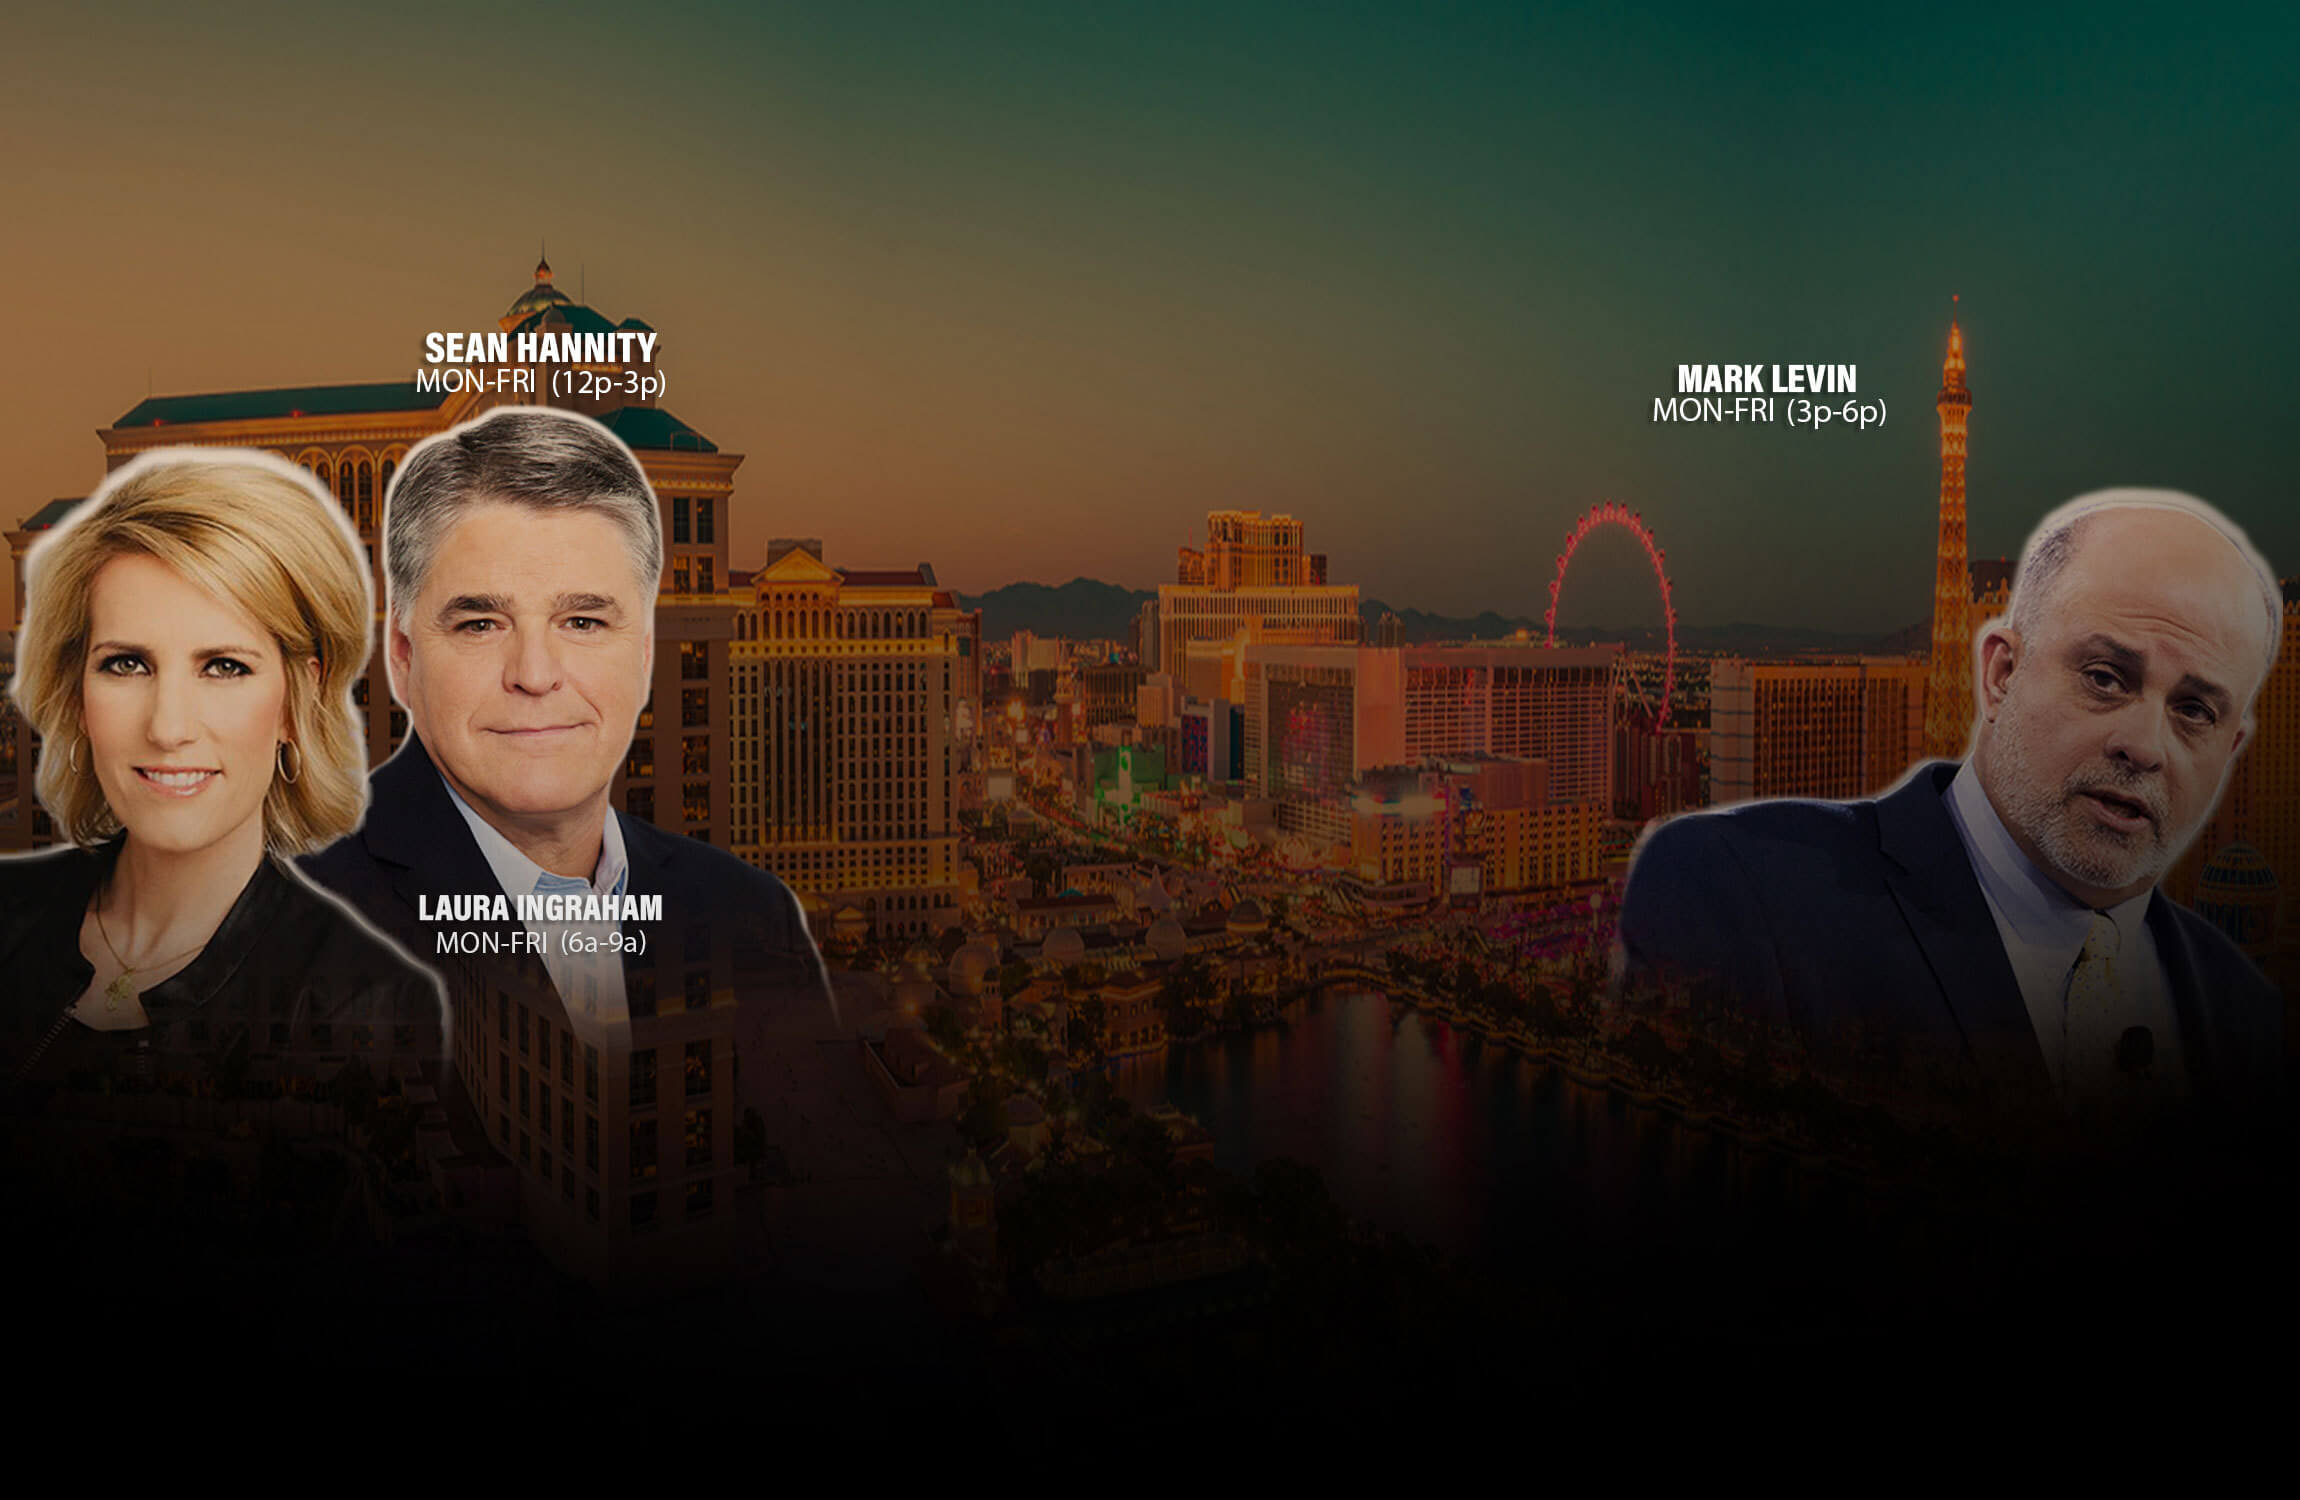 SEAN HANNITY
MON-FRI (12p-3p)
MARK LEVIN
MON-FRI (3p-6p)
LAURA INGRAHAM
MON-FRI (6a-9a)